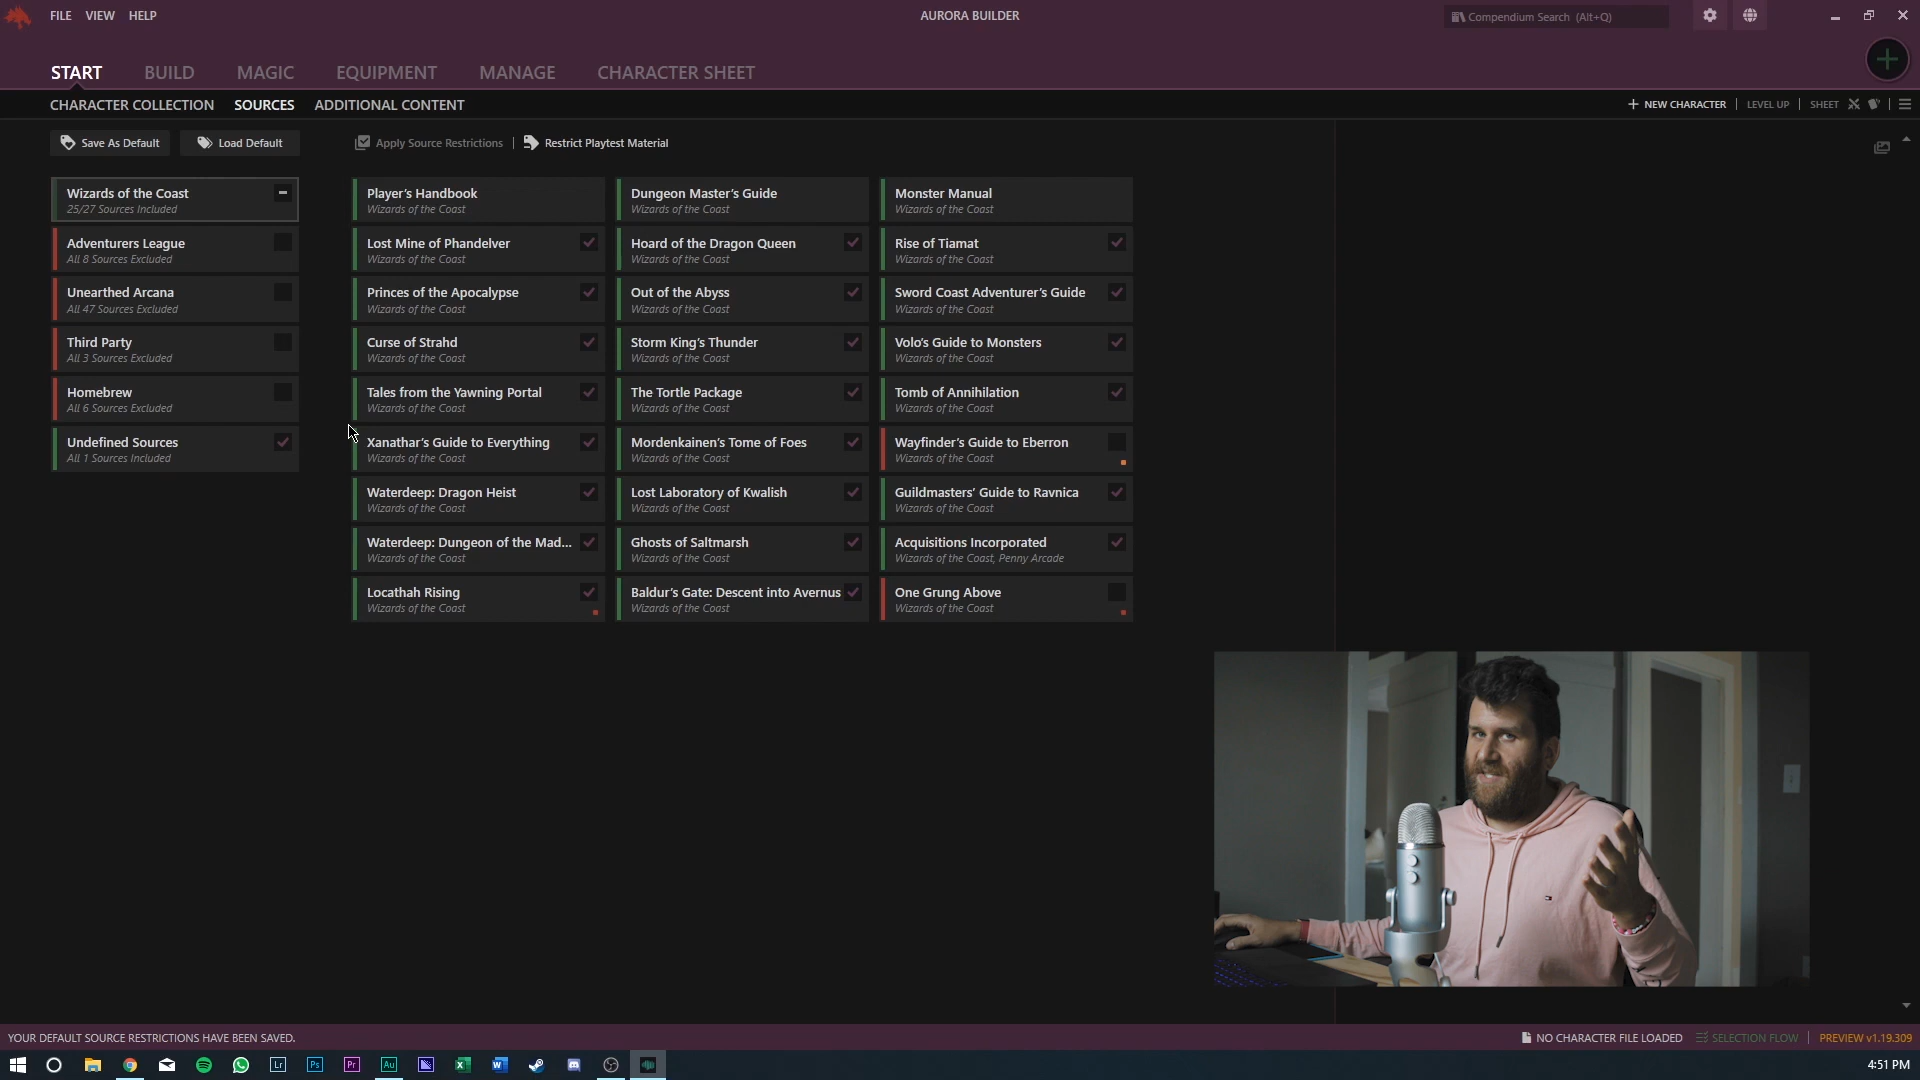 FILE VIEW HELP
AURORA BUILDER
Compendium Search (Alt+Q)
START BUILD MAGIC EQUIPMENT MANAGE CHARACTER SHEET
CHARACTER COLLECTION SOURCES ADDITIONAL CONTENT
NEW CHARACTER LEVEL UP SHEET
Save As Default Load Default
Apply Source Restrictions Restrict Playtest Material
Wizards of the Coast
25/27 Sources Included
Adventurers League
All 8 Sources Excluded
Unearthed Arcana
All 47 Sources Excluded
Third Party
All 3 Sources Excluded
Homebrew
All 6 Sources Excluded
Undefined Sources
All 1 Sources Included
Player's Handbook
Wizards of the Coast
Dungeon Master's Guide
Wizards of the Coast
Monster Manual
Wizards of the Coast
Lost Mine of Phandelver
Wizards of the Coast
Hoard of the Dragon Queen
Wizards of the Coast
Rise of Tiamat
Wizards of the Coast
Princes of the Apocalypse
Wizards of the Coast
Out of the Abyss
Wizards of the Coast
Sword Coast Adventurer's Guide
Wizards of the Coast
Curse of Strahd
Wizards of the Coast
Storm King's Thunder
Wizards of the Coast
Volo's Guide to Monsters
Wizards of the Coast
Tales from the Yawning Portal
Wizards of the Coast
The Tortle Package
Wizards of the Coast
Tomb of Annihilation
Wizards of the Coast
Xanathar's Guide to Everything
Wizards of the Coast
Mordenkainen's Tome of Foes
Wizards of the Coast
Wayfinder's Guide to Eberron
Wizards of the Coast
Waterdeep: Dragon Heist
Wizards of the Coast
Lost Laboratory of Kwalish
Wizards of the Coast
Guildmasters' Guide to Ravnica
Wizards of the Coast
Waterdeep: Dungeon of the Mad...
Wizards of the Coast
Ghosts of Saltmarsh
Wizards of the Coast
Acquisitions Incorporated
Wizards of the Coast, Penny Arcade
Locathah Rising
Wizards of the Coast
Baldur's Gate: Descent into Avernus
Wizards of the Coast
One Grung Above
Wizards of the Coast
YOUR DEFAULT SOURCE RESTRICTIONS HAVE BEEN SAVED.
NO CHARACTER FILE LOADED SELECTION FLOW PREVIEW v1.19.309
Lr Ps Pr Au
4:51 PM